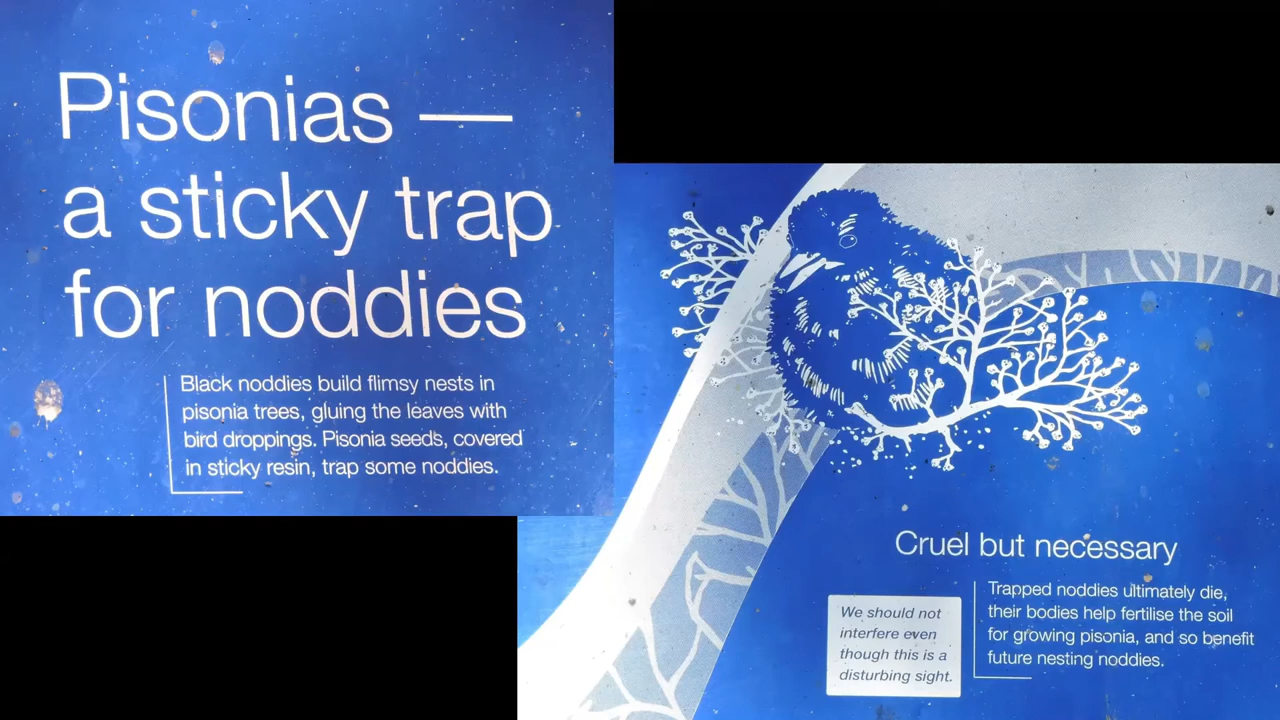 Pisonias —
a sticky trap
for noddies
Black noddies build flimsy nests in
pisonia trees, gluing the leaves with
bird droppings. Pisonia seeds, covered
in sticky resin, trap some noddies.
Cruel but necessary
We should not
interfere even
though this is a
disturbing sight.
Trapped noddies ultimately die,
their bodies help fertilise the soil
for growing pisonia, and so benefit
future nesting noddies.